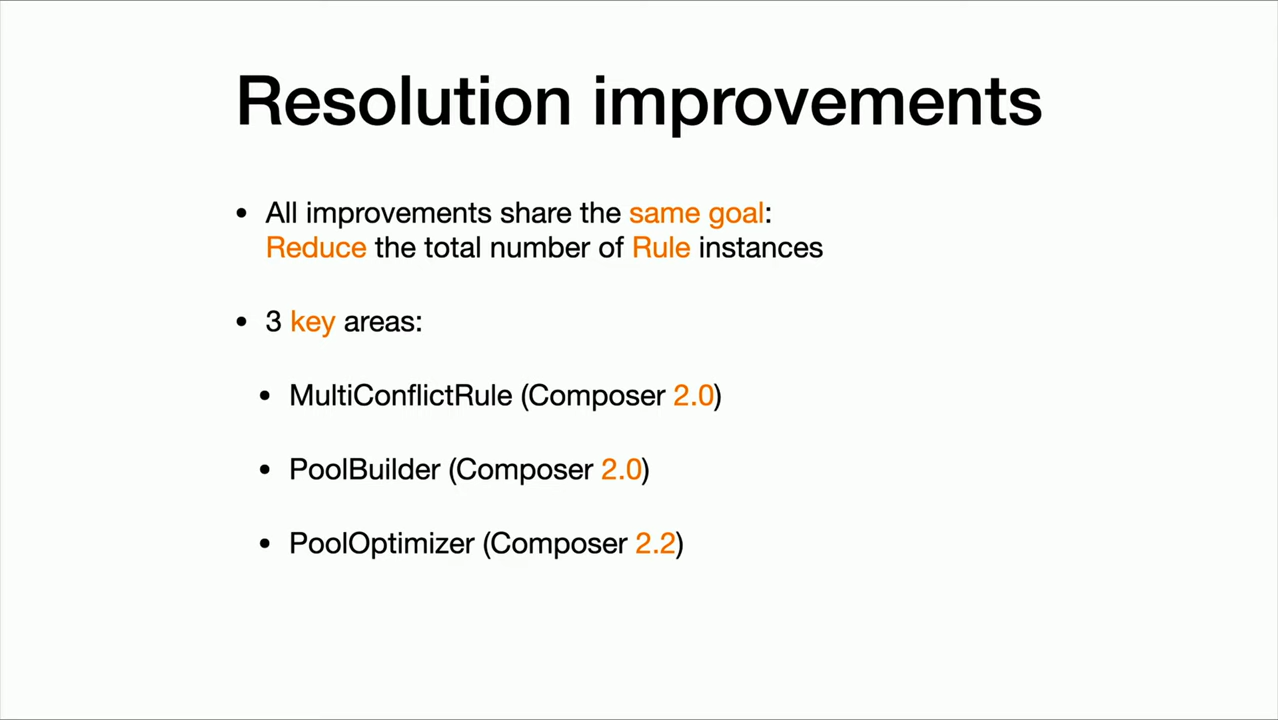 Resolution improvements
• All improvements share the same goal:
Reduce the total number of Rule instances
• 3 key areas:
• MultiConflictRule (Composer 2.0)
• PoolBuilder (Composer 2.0)
• PoolOptimizer (Composer 2.2)